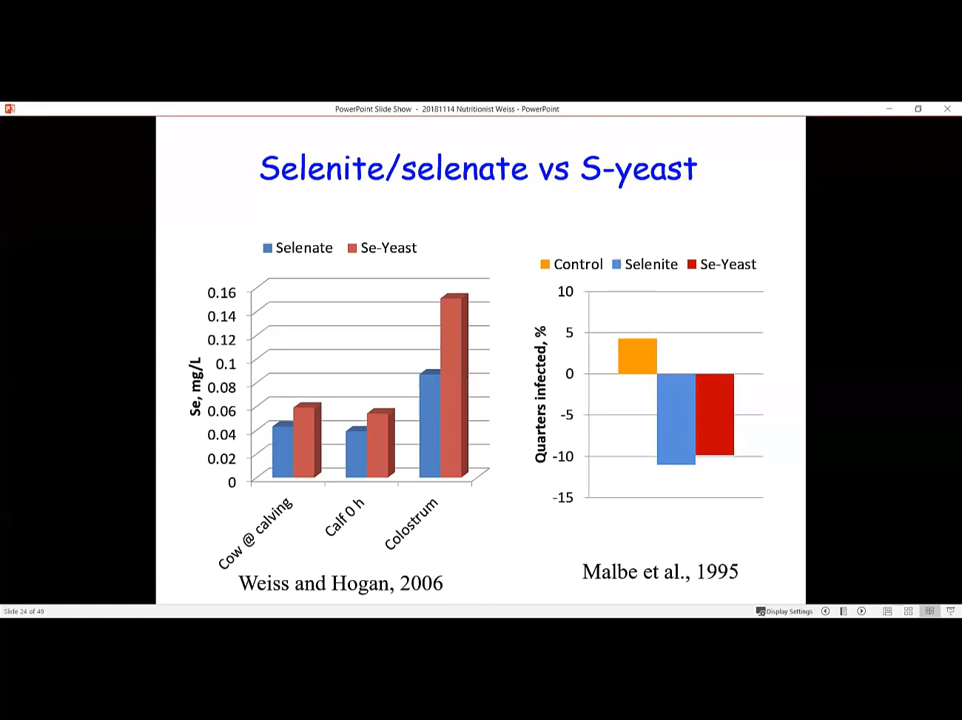 PowerPoint Slide Show - 20181114 Nutritionist Weiss - PowerPoint
Selenite/selenate vs S-yeast
Selenate Se-Yeast
Se, mg/L
0.16
0.14
0.12
0.1
0.08
0.06
0.04
0.02
0
Cow @ calving
Calf 0 h
Colostrum
Weiss and Hogan, 2006
Control Selenite Se-Yeast
Quarters infected, %
10
5
0
-5
-10
-15
Malbe et al., 1995
Slide 24 of 49
Display Settings